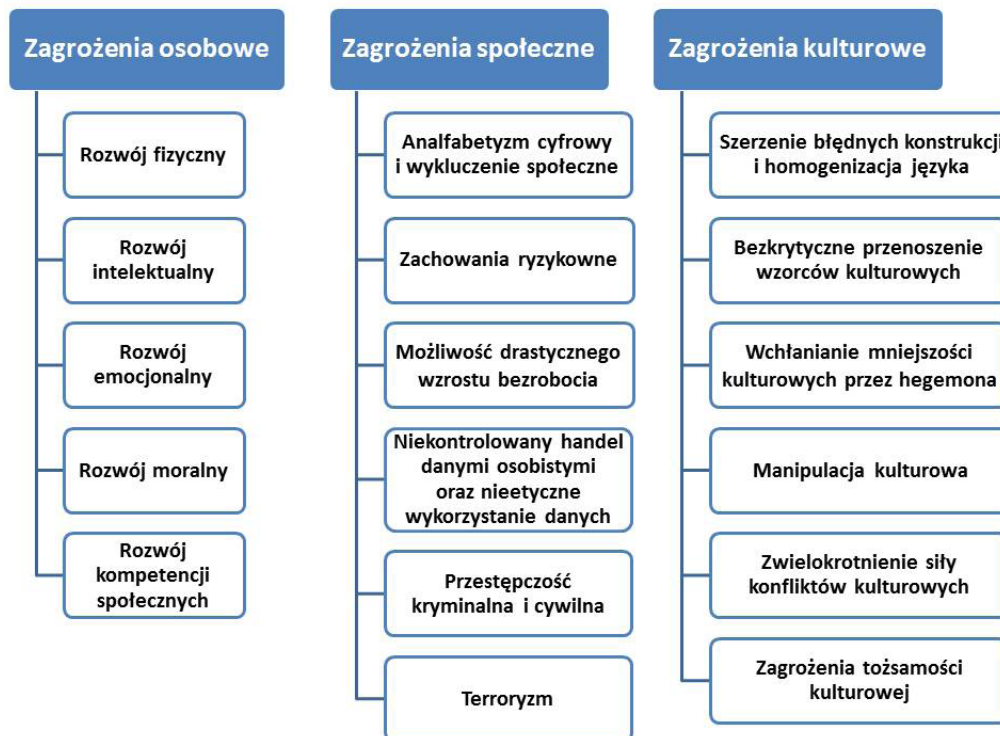 Zagrożenia osobowe
Rozwój fizyczny
Rozwój
intelektualny
Rozwój
emocjonalny
Rozwój moralny
Rozwój
kompetencji
społecznych
Zagrożenia społeczne
Analfabetyzm cyfrowy
i wykluczenie społeczne
Zachowania ryzykowne
Możliwość drastycznego
wzrostu bezrobocia
Niekontrolowany handel
danymi osobistymi
oraz nieetyczne
wykorzystanie danych
Przestępczość
kryminalna i cywilna
Terroryzm
Zagrożenia kulturowe
Szerzenie błędnych konstrukcji
i homogenizacja języka
Bezkrytyczne przenoszenie
wzorców kulturowych
Wchłanianie mniejszości
kulturowych przez hegemona
Manipulacja kulturowa
Zwielokrotnienie siły
konfliktów kulturowych
Zagrożenia tożsamości
kulturowej